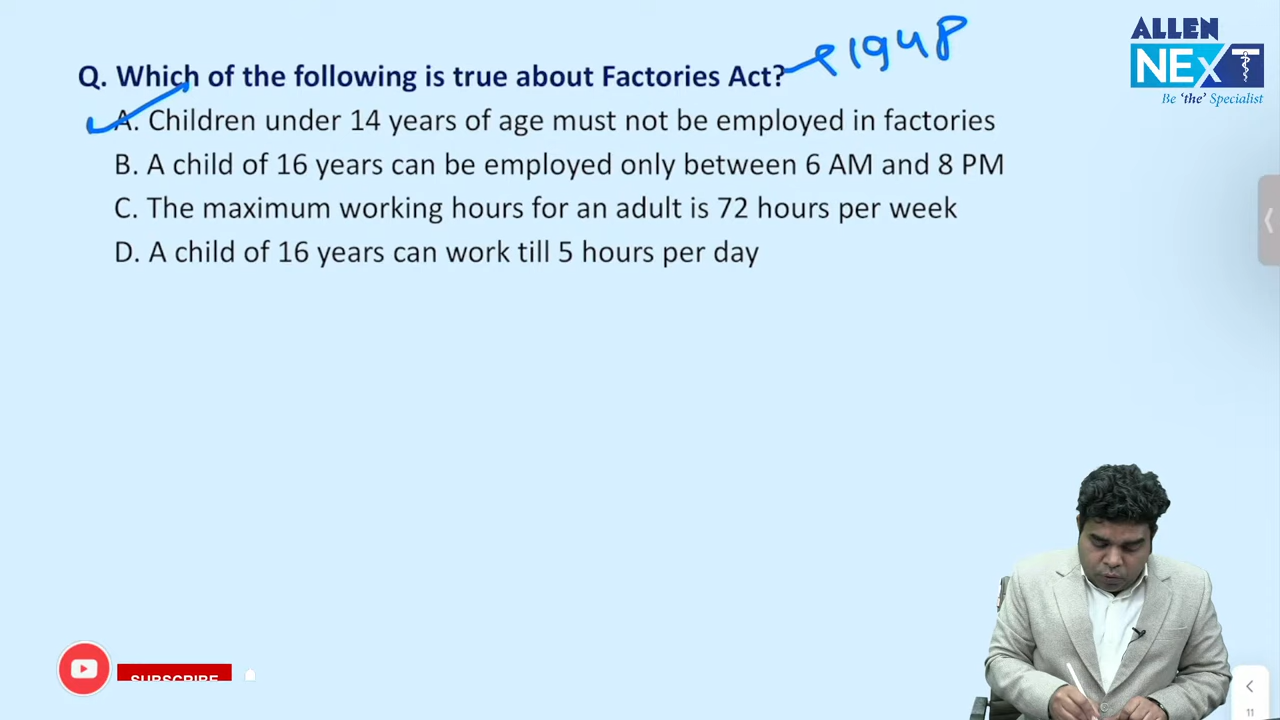 ALLEN
NEXT
Be 'the' Specialist
1948
Q. Which of the following is true about Factories Act?
A. Children under 14 years of age must not be employed in factories
B. A child of 16 years can be employed only between 6 AM and 8 PM
C. The maximum working hours for an adult is 72 hours per week
D. A child of 16 years can work till 5 hours per day
SUBSCRIBE
11